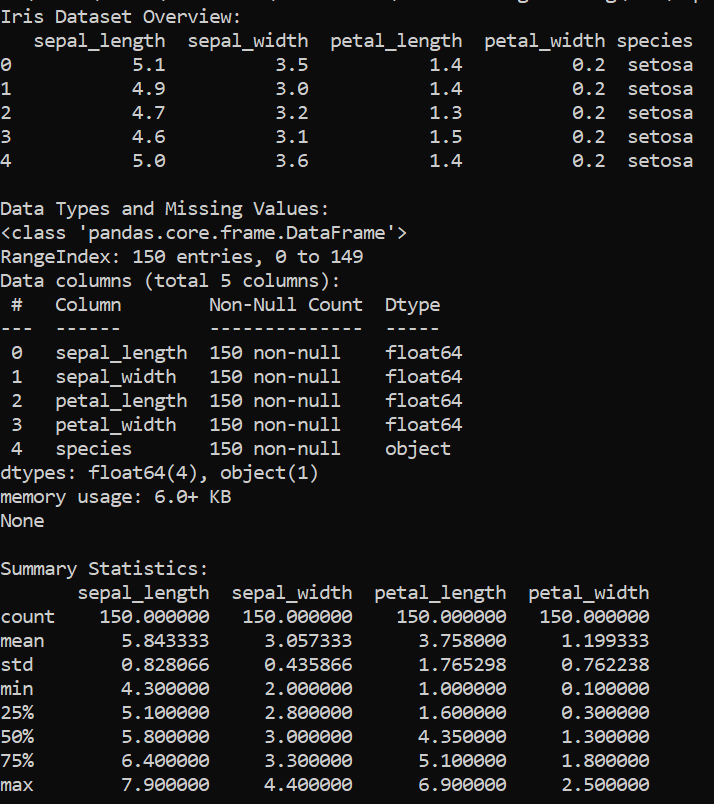 Iris Dataset Overview:
   sepal_length  sepal_width  petal_length  petal_width species
0           5.1          3.5           1.4          0.2  setosa
1           4.9          3.0           1.4          0.2  setosa
2           4.7          3.2           1.3          0.2  setosa
3           4.6          3.1           1.5          0.2  setosa
4           5.0          3.6           1.4          0.2  setosa

Data Types and Missing Values:
<class 'pandas.core.frame.DataFrame'>
RangeIndex: 150 entries, 0 to 149
Data columns (total 5 columns):
 #   Column        Non-Null Count  Dtype
---  ------        --------------  -----
 0   sepal_length  150 non-null    float64
 1   sepal_width   150 non-null    float64
 2   petal_length  150 non-null    float64
 3   petal_width   150 non-null    float64
 4   species       150 non-null    object
dtypes: float64(4), object(1)
memory usage: 6.0+ KB
None

Summary Statistics:
       sepal_length  sepal_width  petal_length  petal_width
count    150.000000   150.000000    150.000000   150.000000
mean       5.843333     3.057333      3.758000     1.199333
std        0.828066     0.435866      1.765298     0.762238
min        4.300000     2.000000      1.000000     0.100000
25%        5.100000     2.800000      1.600000     0.300000
50%        5.800000     3.000000      4.350000     1.300000
75%        6.400000     3.300000      5.100000     1.800000
max        7.900000     4.400000      6.900000     2.500000